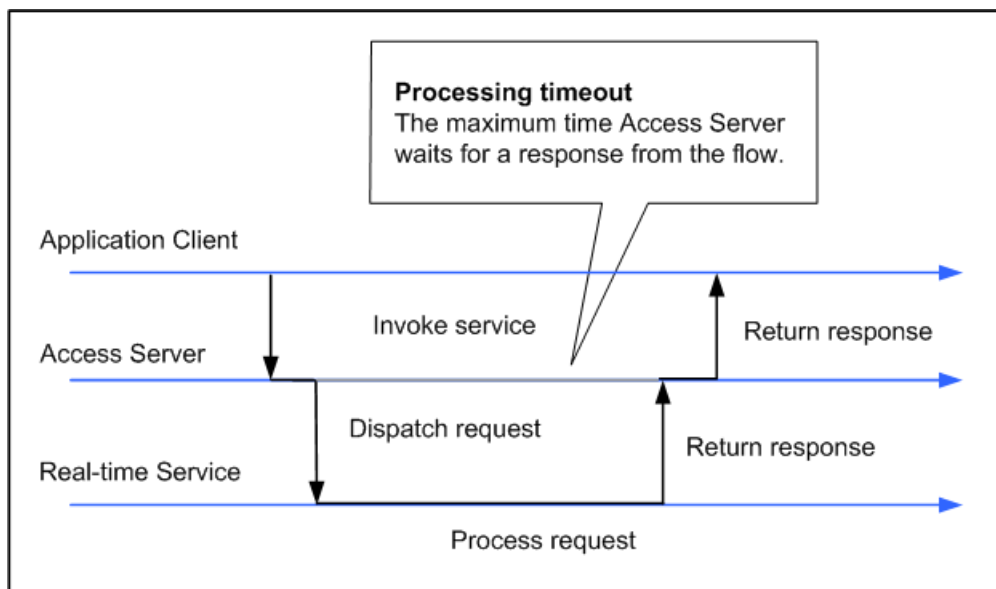 Processing timeout
The maximum time Access Server
waits for a response from the flow.
Application Client
Invoke service
Return response
Access Server
Dispatch request
Return response
Real-time Service
Process request